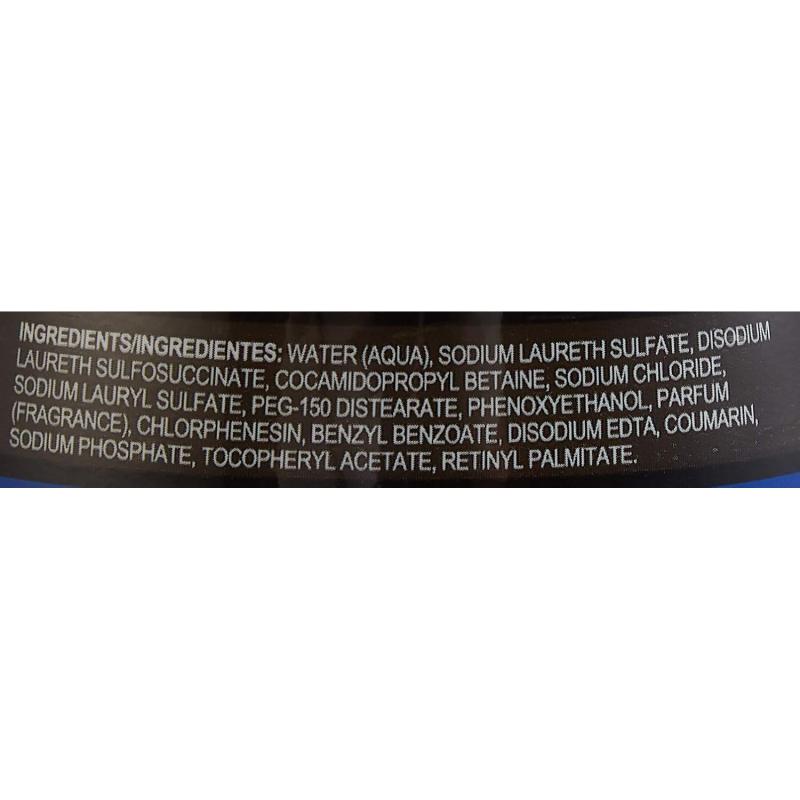 INGREDIENTS/INGREDIENTES: WATER (AQUA), SODIUM LAURETH SULFATE, DISODIUM
LAURETH SULFOSUCCINATE, COCAMIDOPROPYL BETAINE, SODIUM CHLORIDE,
SODIUM LAURYL SULFATE, PEG-150 DISTEARATE, PHENOXYETHANOL, PARFUM
(FRAGRANCE), CHLORPHENESIN, BENZYL BENZOATE, DISODIUM EDTA, COUMARIN,
SODIUM PHOSPHATE, TOCOPHERYL ACETATE, RETINYL PALMITATE.